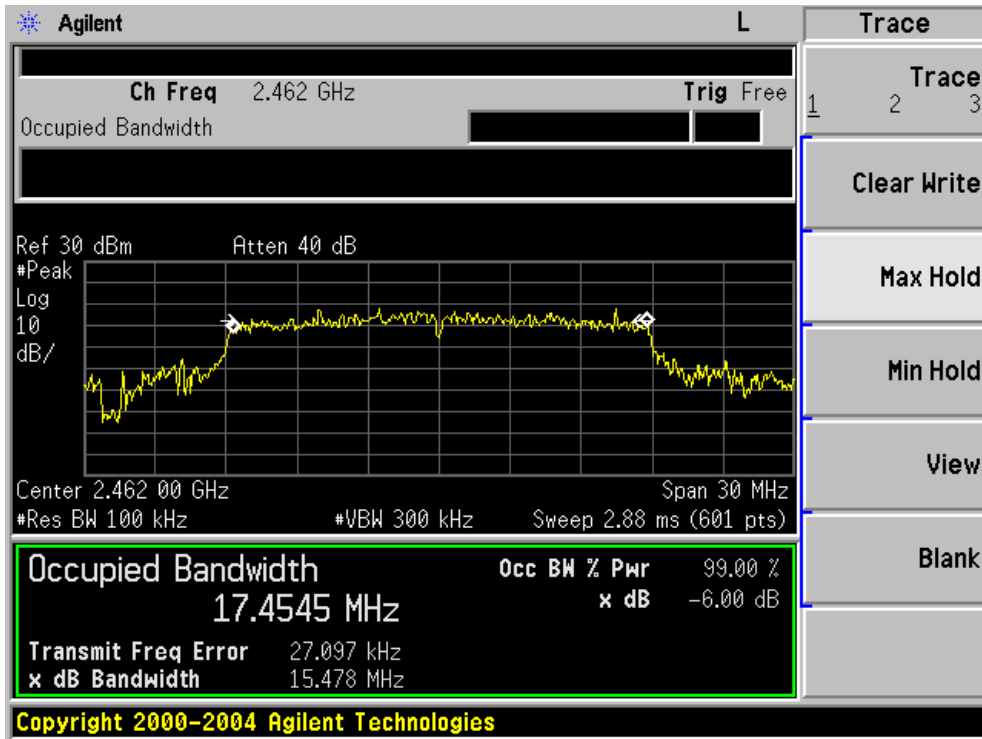 Agilent L Trace
Ch Freq 2.462 GHz Trig Free
Occupied Bandwidth
Trace
1 2 3
Clear Write
Ref 30 dBm Atten 40 dB
#Peak
Log
10
dB/
Max Hold
Min Hold
View
Center 2.462 00 GHz Span 30 MHz
#Res BW 100 kHz #VBW 300 kHz Sweep 2.88 ms (601 pts)
Blank
Occupied Bandwidth Occ BW % Pwr 99.00 %
17.4545 MHz x dB -6.00 dB
Transmit Freq Error 27.097 kHz
x dB Bandwidth 15.478 MHz
Copyright 2000-2004 Agilent Technologies